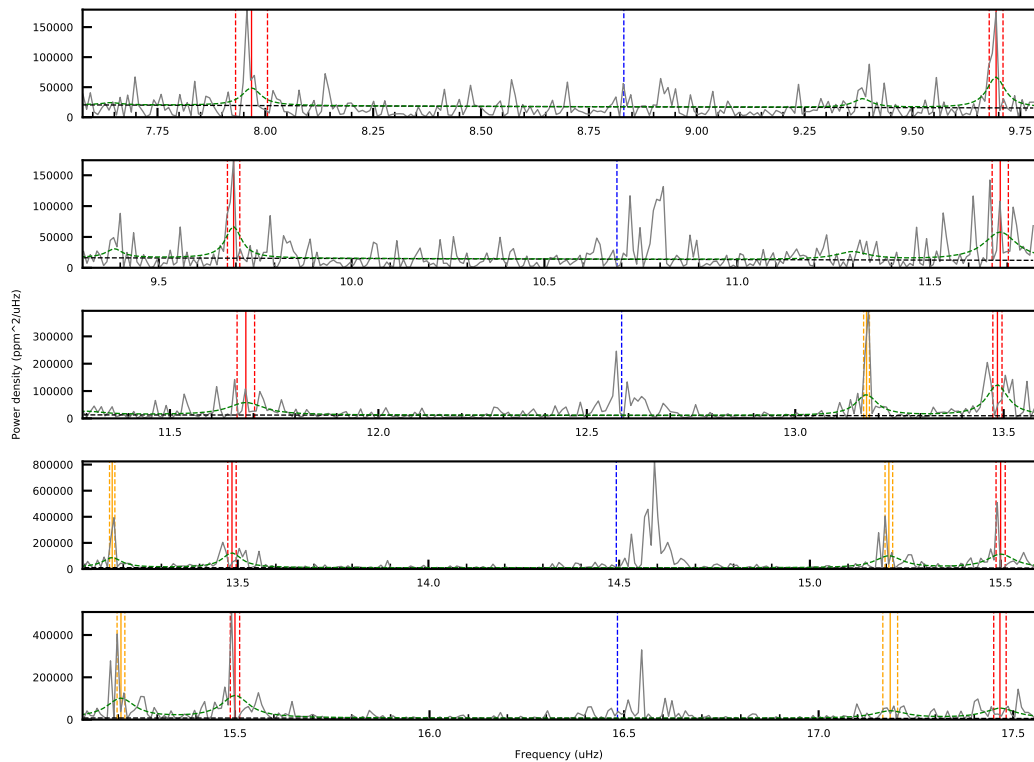 150000
100000
50000
0
7.75 8.00 8.25 8.50 8.75 9.00 9.25 9.50 9.75
150000
100000
50000
0
9.5 10.0 10.5 11.0 11.5
Power density (ppm^2/uHz)
300000
200000
100000
0
11.5 12.0 12.5 13.0 13.5
800000
600000
400000
200000
0
13.5 14.0 14.5 15.0 15.5
400000
200000
0
15.5 16.0 16.5 17.0 17.5
Frequency (uHz)